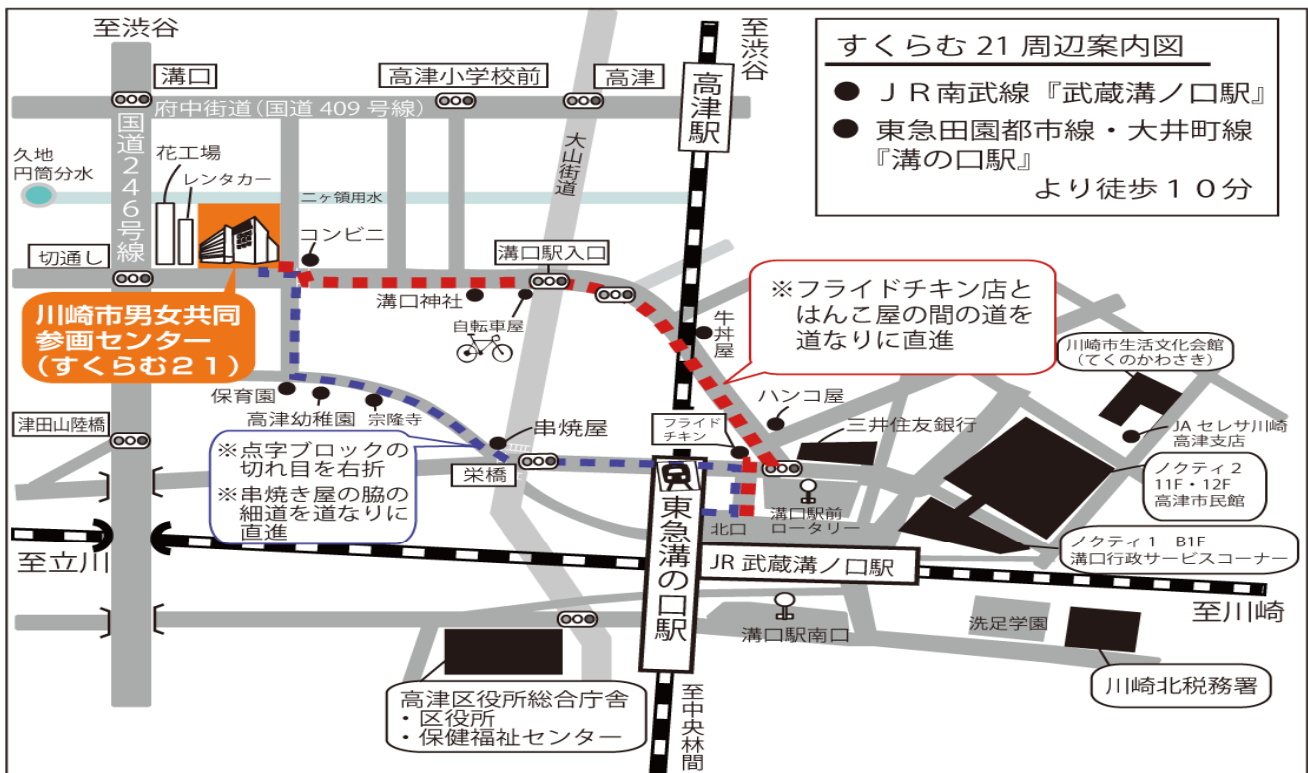 至渋谷
溝口
高津小学校前
高津
至渋谷
高津駅
すくらむ21周辺案内図
● JR南武線『武蔵溝ノ口駅』
● 東急田園都市線・大井町線
『溝の口駅』
より徒歩10分
府中街道(国道409号線)
国道246号線
大山街道
久地
円筒分水
花工場
レンタカー
二ヶ領用水
コンビニ
切通し
溝口駅入口
溝口神社
自転車屋
川崎市男女共同
参画センター
(すくらむ21)
※フライドチキン店と
はんこ屋の間の道を
道なりに直進
牛丼屋
川崎市生活文化会館
(てくのかわさき)
保育園
高津幼稚園
宗隆寺
ハンコ屋
津田山陸橋
串焼屋
フライド
チキン
三井住友銀行
JAセレサ川崎
高津支店
※点字ブロックの
切れ目を右折
※串焼き屋の脇の
細道を道なりに
直進
栄橋
ノクティ2
11F・12F
高津市民館
東急溝の口駅
北口
溝口駅前
ロータリー
ノクティ1 B1F
溝口行政サービスコーナー
至立川
JR武蔵溝ノ口駅
至川崎
溝口駅南口
洗足学園
川崎北税務署
高津区役所総合庁舎
・区役所
・保健福祉センター
至中央林間